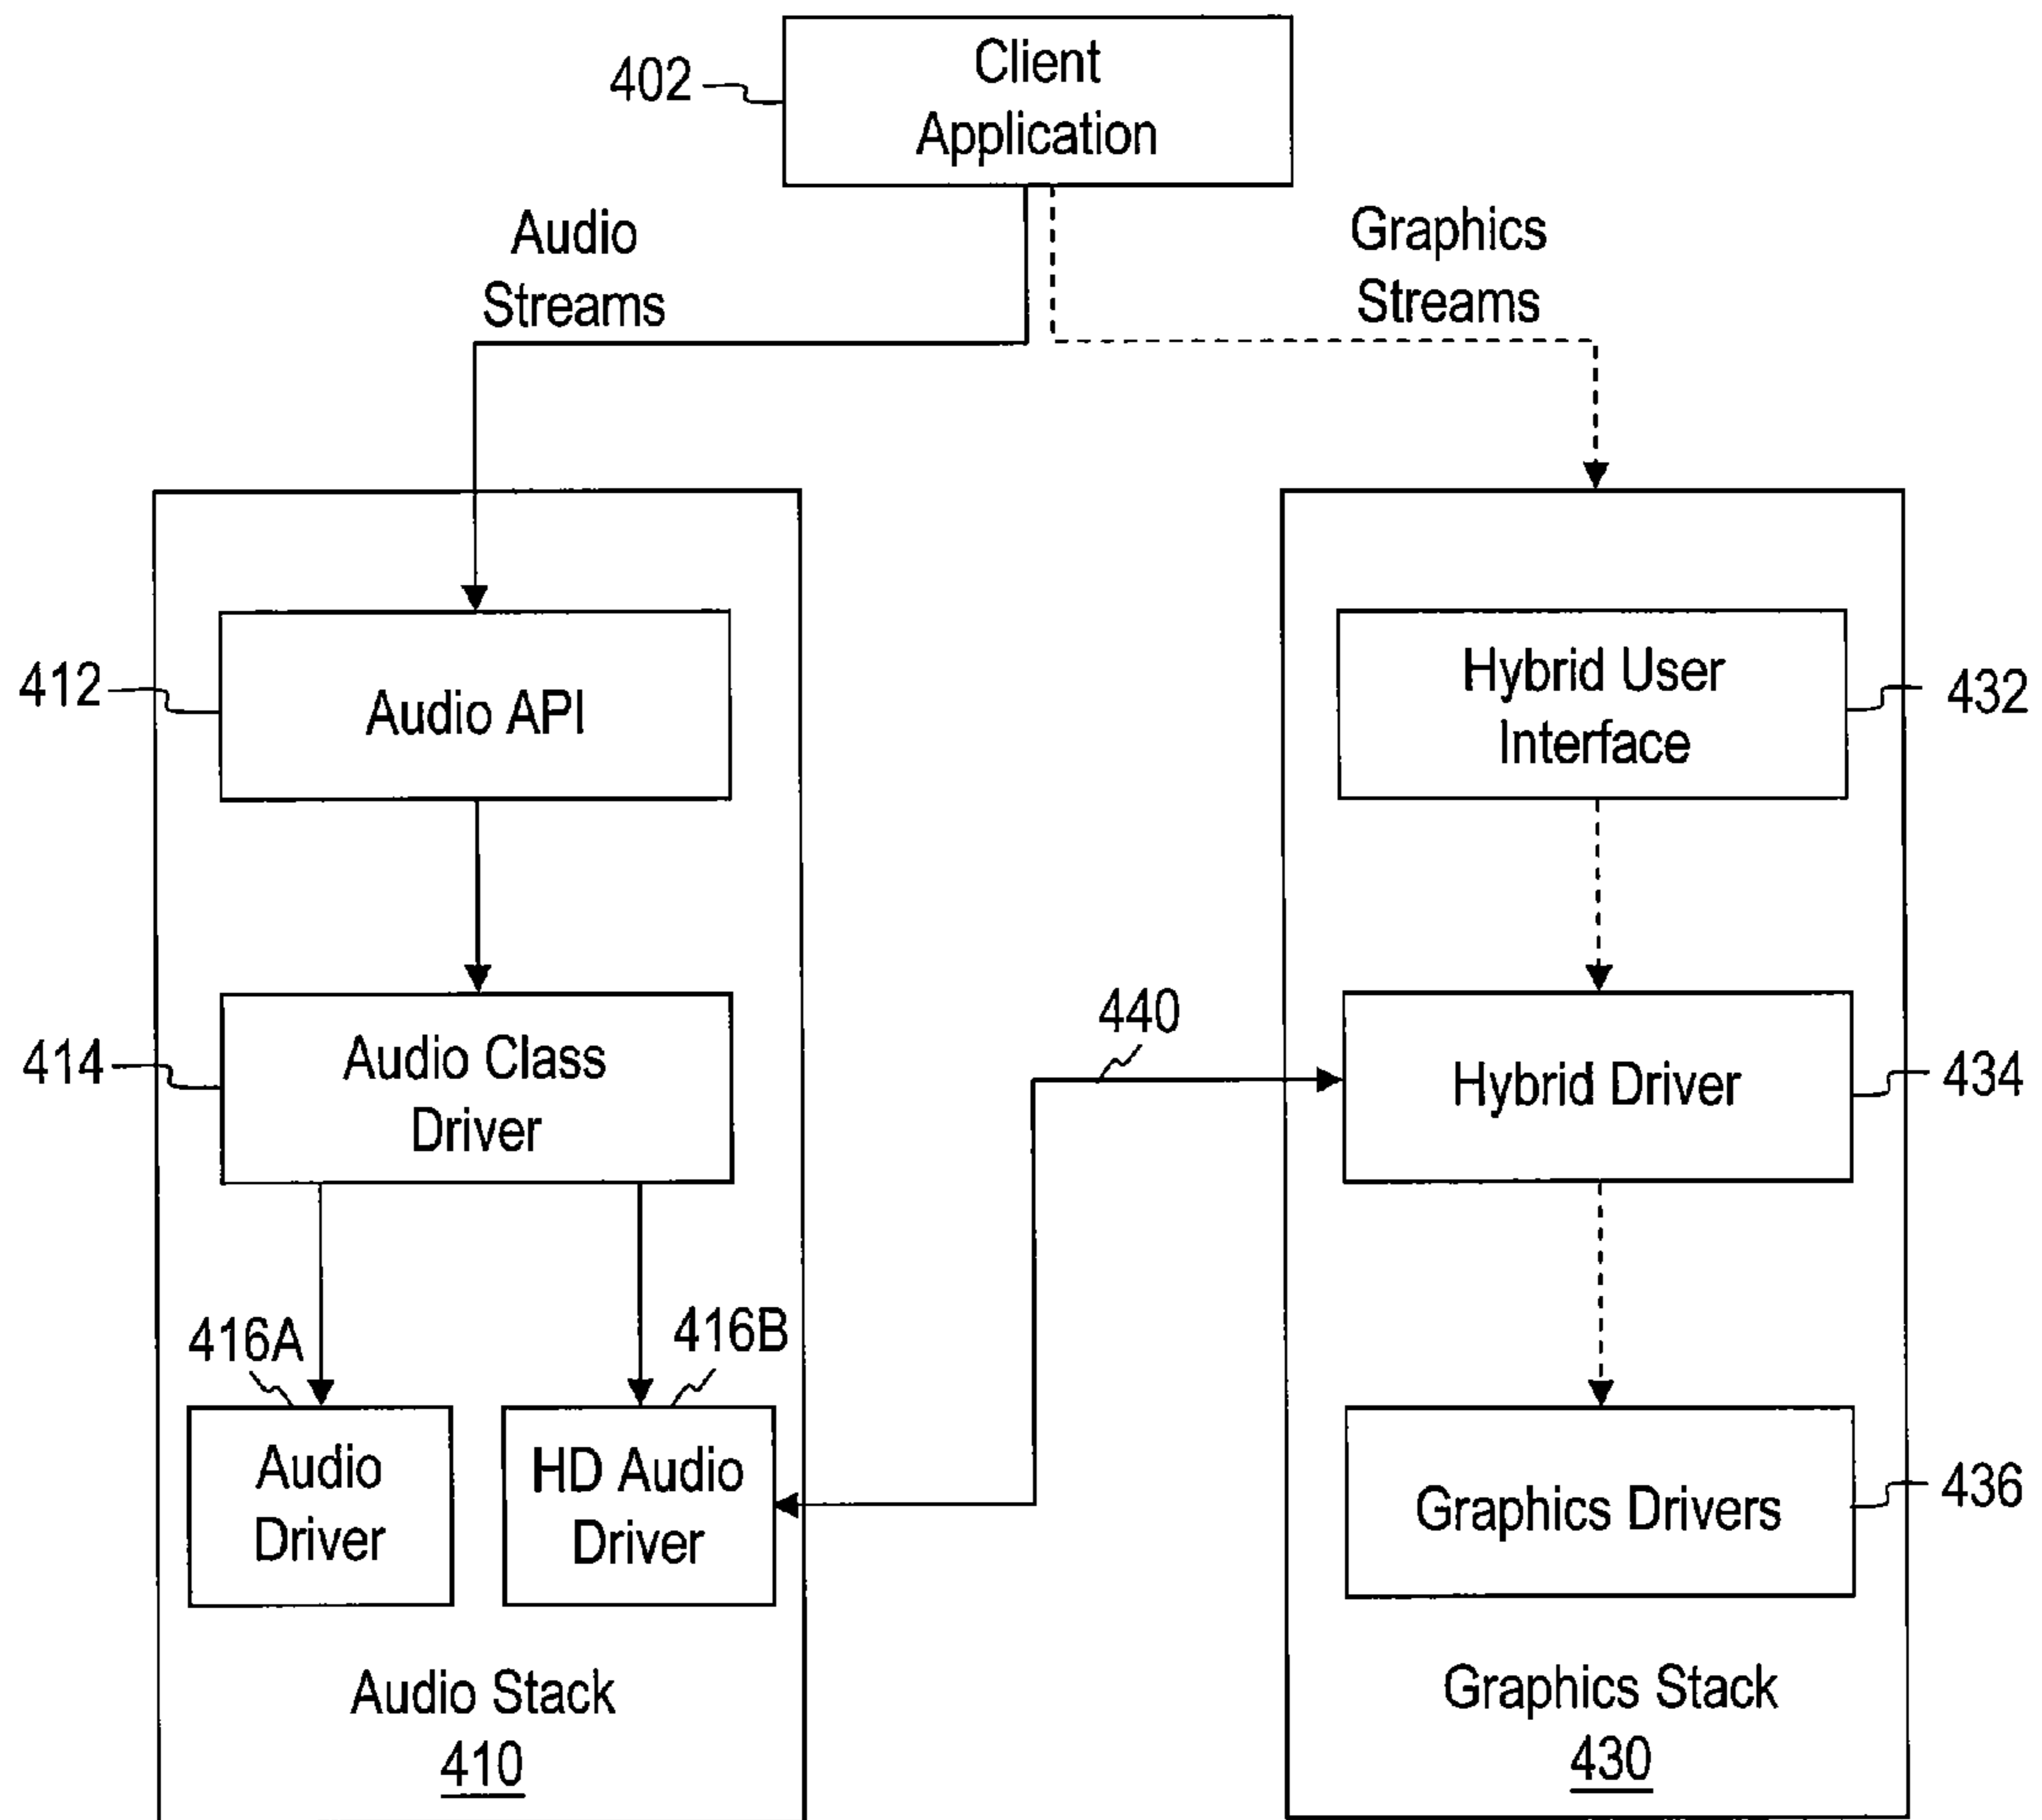 402
Client
Application
Audio
Streams
Graphics
Streams
412
Audio API
Hybrid User
Interface
432
414
Audio Class
Driver
440
Hybrid Driver
434
416A
416B
Audio
Driver
HD Audio
Driver
Graphics Drivers
436
Audio Stack
410
Graphics Stack
430